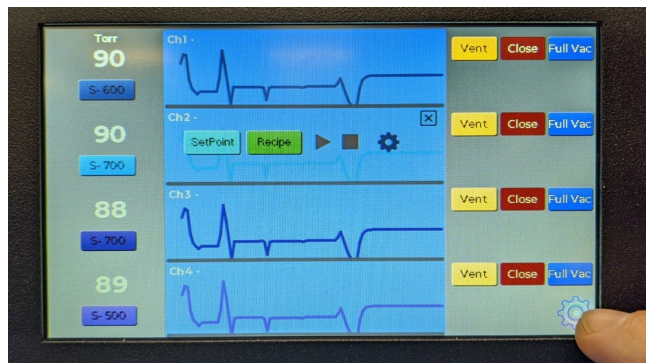 Torr
90
S- 600
Ch1 -
Vent Close Full Vac
90
S- 700
Ch2 -
SetPoint Recipe
Vent Close Full Vac
88
S- 700
Ch3 -
Vent Close Full Vac
89
S- 500
Ch4 -
Vent Close Full Vac